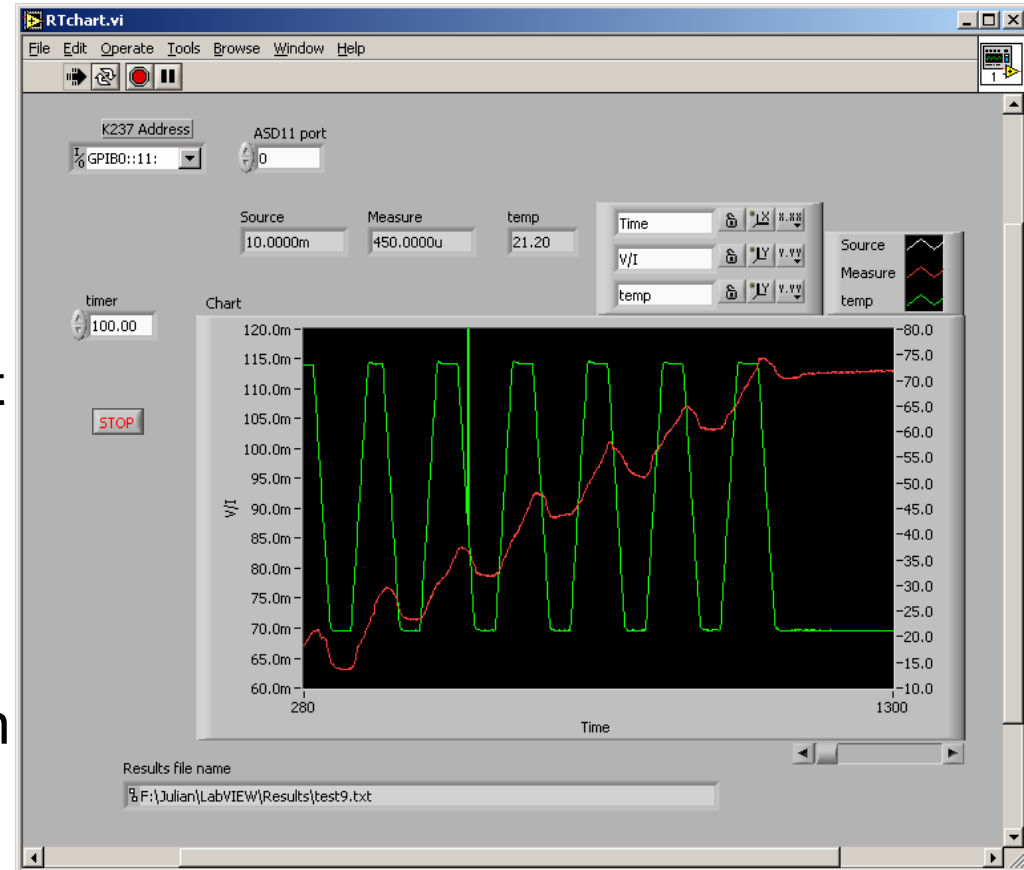 RTchart.vi
File Edit Operate Tools Browse Window Help
1
K237 Address
ASD11 port
I/O GPIB0::11:
0
Source
Measure
temp
10.0000m
450.0000u
21.20
Time
X
X.XX
V/I
Y
Y.YY
temp
Y
Y.YY
Source
Measure
temp
timer
100.00
Chart
STOP
120.0m
115.0m
110.0m
105.0m
100.0m
95.0m
90.0m
85.0m
80.0m
75.0m
70.0m
65.0m
60.0m
V/I
-80.0
-75.0
-70.0
-65.0
-60.0
-55.0
-50.0
-45.0
-40.0
-35.0
-30.0
-25.0
-20.0
-15.0
-10.0
280
1300
Time
Results file name
F:\Julian\LabVIEW\Results\test9.txt